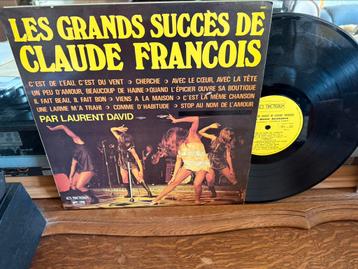 LES GRANDS SUCCÈS DE
CLAUDE FRANCOIS
C'EST DE L'EAU, C'EST DU VENT • CHERCHE • AVEC LE CŒUR, AVEC LA TÊTE
UN PEU D'AMOUR, BEAUCOUP DE HAINE • QUAND L'ÉPICIER OUVRE SA BOUTIQUE
IL FAIT BEAU, IL FAIT BON • VIENS A LA MAISON • C'EST LA MÊME CHANSON
UNE LARME M'A TRAHI • COMME D'HABITUDE • STOP AU NOM DE L'AMOUR
PAR LAURENT DAVID